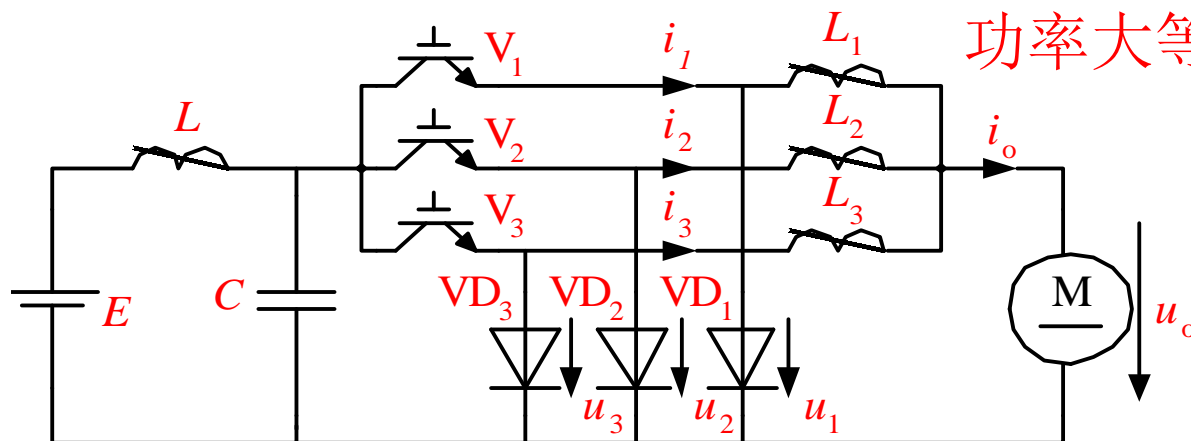 功率大等
V₁
i₁
L₁
L
V₂
i₂
L₂
iₒ
V₃
i₃
L₃
E
C
VD₃
VD₂
VD₁
M
uₒ
u₃
u₂
u₁